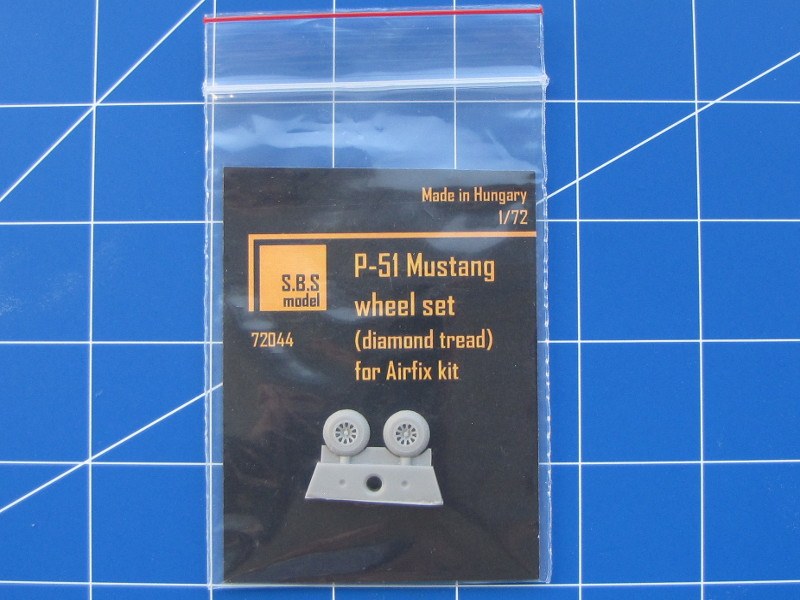 Made in Hungary
1/72
S.B.S
model
P-51 Mustang
wheel set
72044
(diamond tread)
for Airfix kit